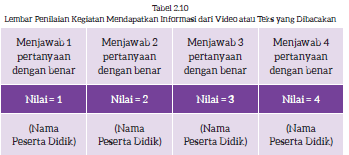 Tabel 2.10
Lembar Penilaian Kegiatan Mendapatkan Informasi dari Video atau Teks yang Dibacakan
Menjawab 1 pertanyaan dengan benar
Menjawab 2 pertanyaan dengan benar
Menjawab 3 pertanyaan dengan benar
Menjawab 4 pertanyaan dengan benar
Nilai = 1
Nilai = 2
Nilai = 3
Nilai = 4
(Nama Peserta Didik)
(Nama Peserta Didik)
(Nama Peserta Didik)
(Nama Peserta Didik)